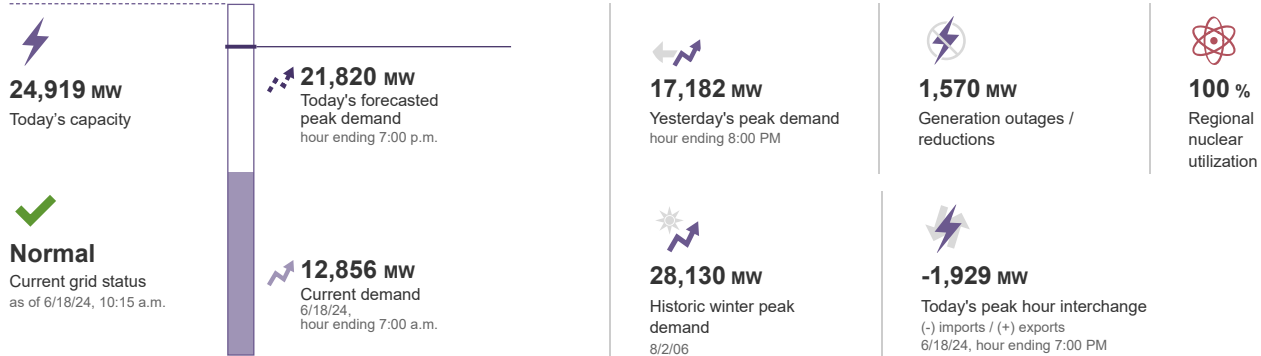 24,919 MW
Today's capacity
Normal
Current grid status
as of 6/18/24, 10:15 a.m.
21,820 MW
Today's forecasted
peak demand
hour ending 7:00 p.m.
12,856 MW
Current demand
6/18/24,
hour ending 7:00 a.m.
17,182 MW
Yesterday's peak demand
hour ending 8:00 PM
1,570 MW
Generation outages /
reductions
100 %
Regional
nuclear
utilization
28,130 MW
Historic winter peak
demand
8/2/06
-1,929 MW
Today's peak hour interchange
(-) imports / (+) exports
6/18/24, hour ending 7:00 PM